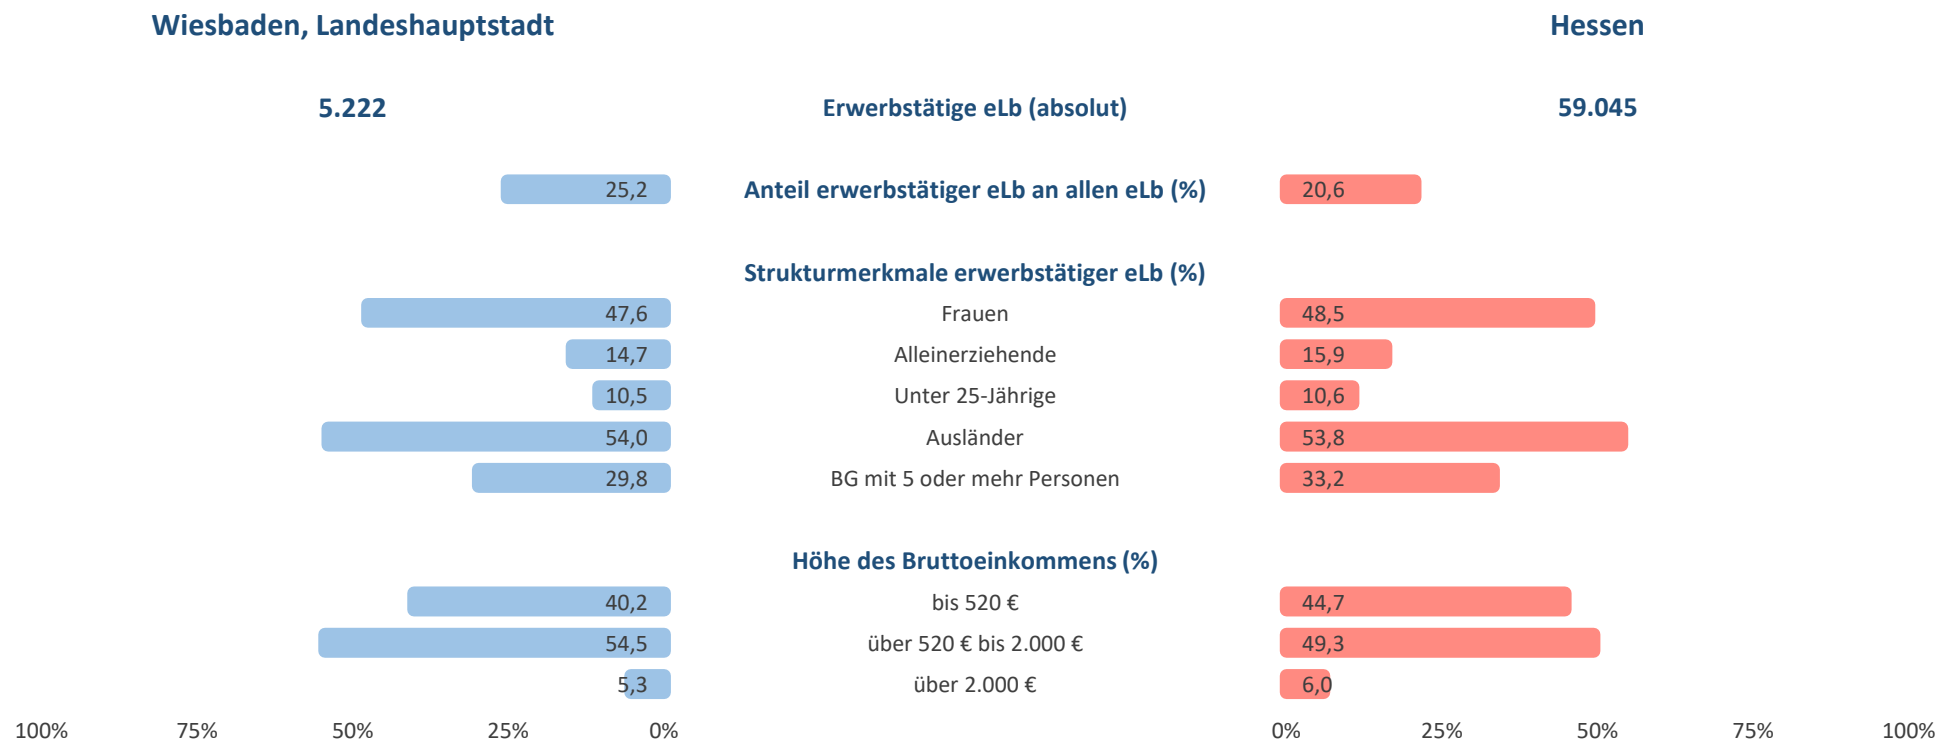 Wiesbaden, Landeshauptstadt Hessen
5.222 Erwerbstätige eLb (absolut) 59.045
25,2 Anteil erwerbstätiger eLb an allen eLb (%) 20,6
Strukturmerkmale erwerbstätiger eLb (%)
47,6 Frauen 48,5
14,7 Alleinerziehende 15,9
10,5 Unter 25-Jährige 10,6
54,0 Ausländer 53,8
29,8 BG mit 5 oder mehr Personen 33,2
Höhe des Bruttoeinkommens (%)
40,2 bis 520 € 44,7
54,5 über 520 € bis 2.000 € 49,3
5,3 über 2.000 € 6,0
100% 75% 50% 25% 0% 0% 25% 50% 75% 100%